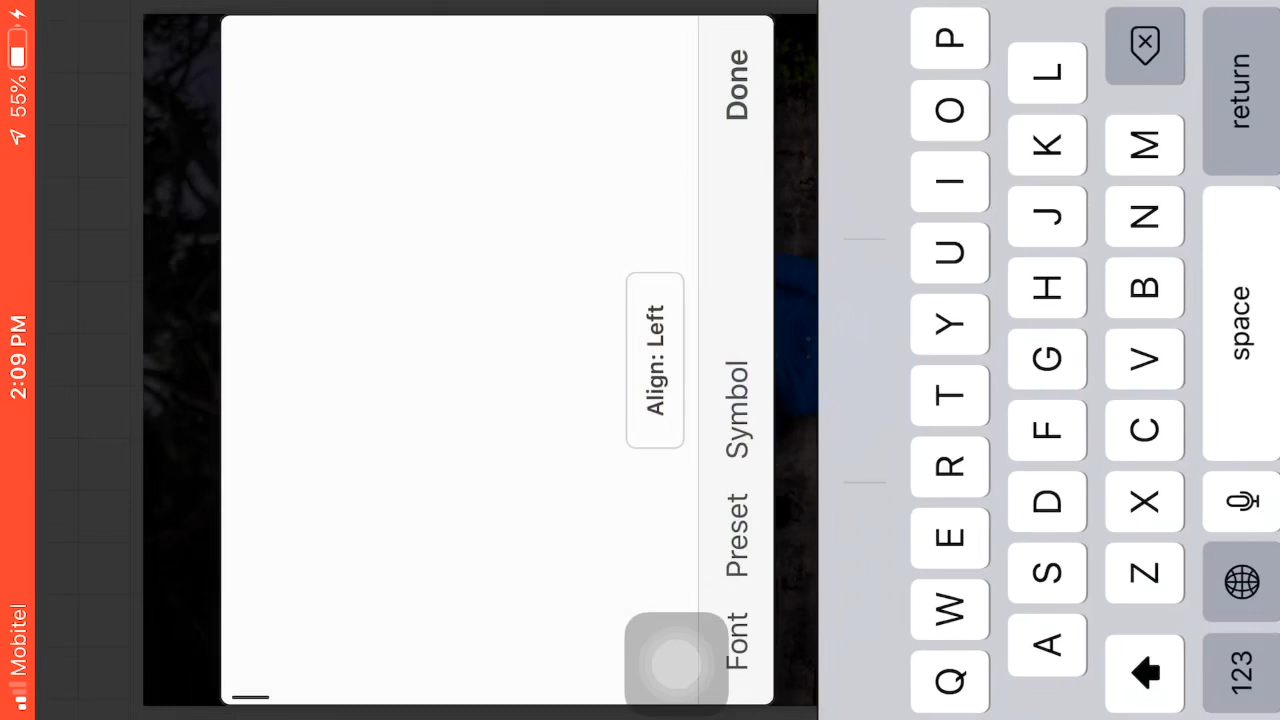 Mobitel 2:09 PM 55%
Align: Left
Font Preset Symbol Done
Q W E R T Y U I O P
A S D F G H J K L
Z X C V B N M
123 space return